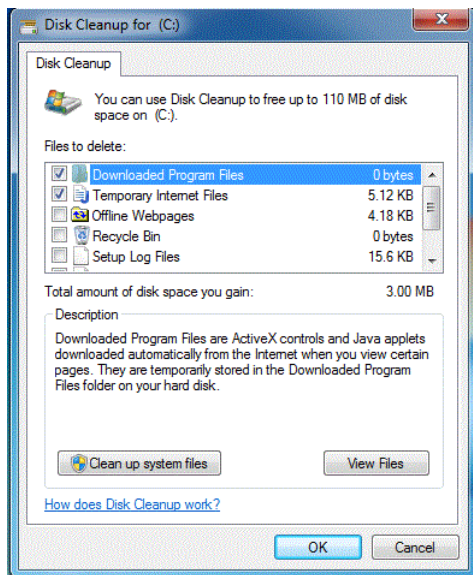 Disk Cleanup for (C:)
Disk Cleanup
You can use Disk Cleanup to free up to 110 MB of disk
space on (C:).
Files to delete:
Downloaded Program Files 0 bytes
Temporary Internet Files 5.12 KB
Offline Webpages 4.18 KB
Recycle Bin 0 bytes
Setup Log Files 15.6 KB
Total amount of disk space you gain: 3.00 MB
Description
Downloaded Program Files are ActiveX controls and Java applets
downloaded automatically from the Internet when you view certain
pages. They are temporarily stored in the Downloaded Program
Files folder on your hard disk.
Clean up system files View Files
How does Disk Cleanup work?
OK Cancel